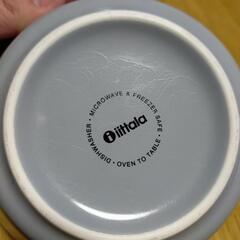 DISHWASHER • MICROWAVE & FREEZER SAFE •
iittala
OVEN TO TABLE •